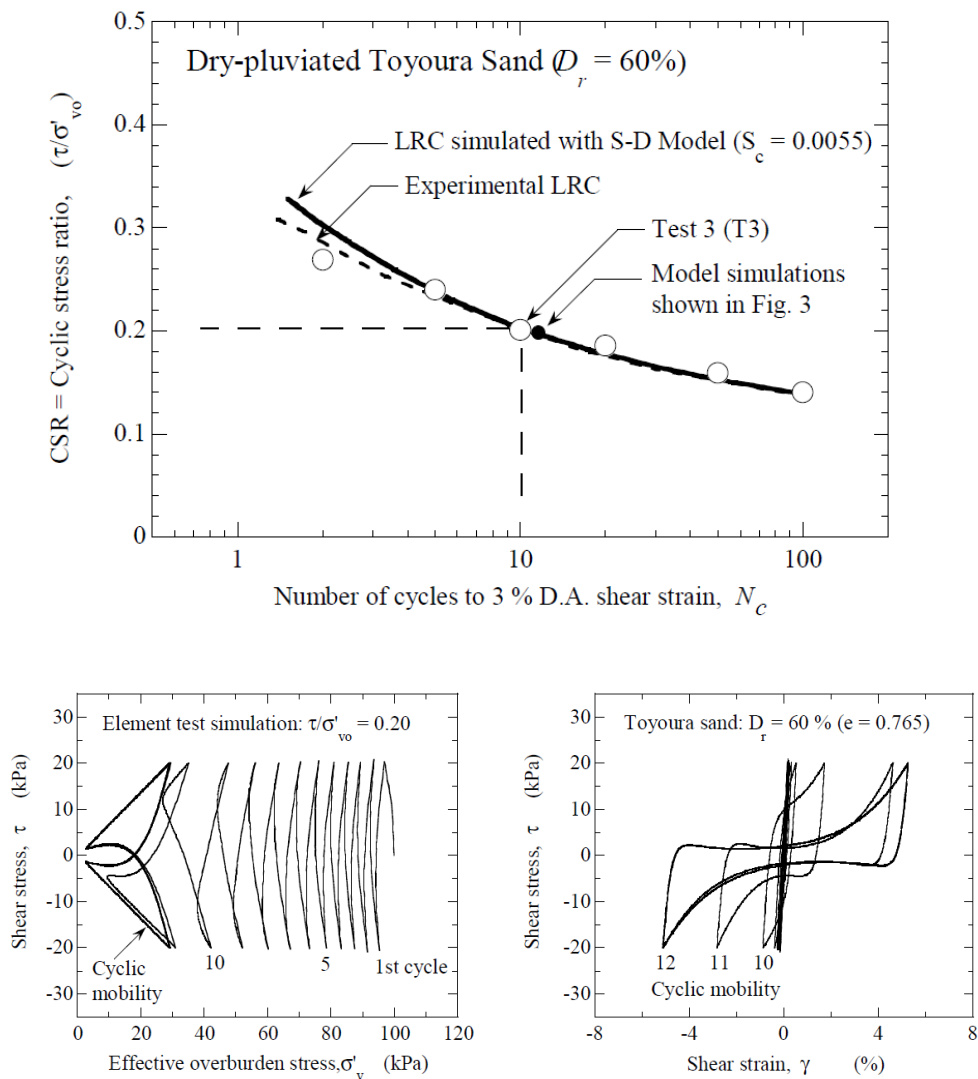 0.5
Dry-pluviated Toyoura Sand (D_r = 60%)
0.4
LRC simulated with S-D Model (S_c = 0.0055)
Experimental LRC
0.3
Test 3 (T3)
Model simulations
shown in Fig. 3
0.2
0.1
0
CSR = Cyclic stress ratio, (τ/σ'_vo)
1 10 100
Number of cycles to 3 % D.A. shear strain, N_c
30
20
10
0
-10
-20
-30
Shear stress, τ (kPa)
Element test simulation: τ/σ'_vo = 0.20
10 5 1st cycle
Cyclic
mobility
0 20 40 60 80 100 120
Effective overburden stress,σ'_v (kPa)
30
20
10
0
-10
-20
-30
Shear stress, τ (kPa)
Toyoura sand: D_r = 60 % (e = 0.765)
12 11 10
Cyclic mobility
-8 -4 0 4 8
Shear strain, γ (%)